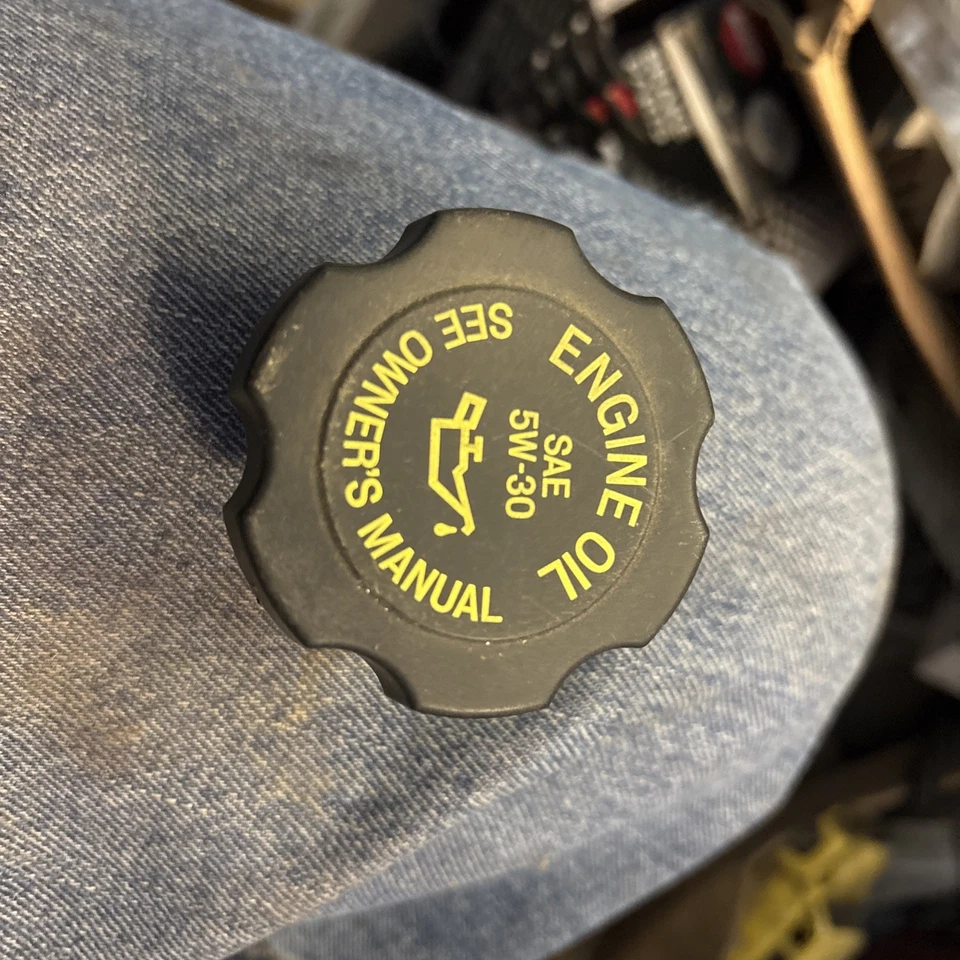 ENGINE OIL
SAE
5W-30
SEE OWNER'S MANUAL